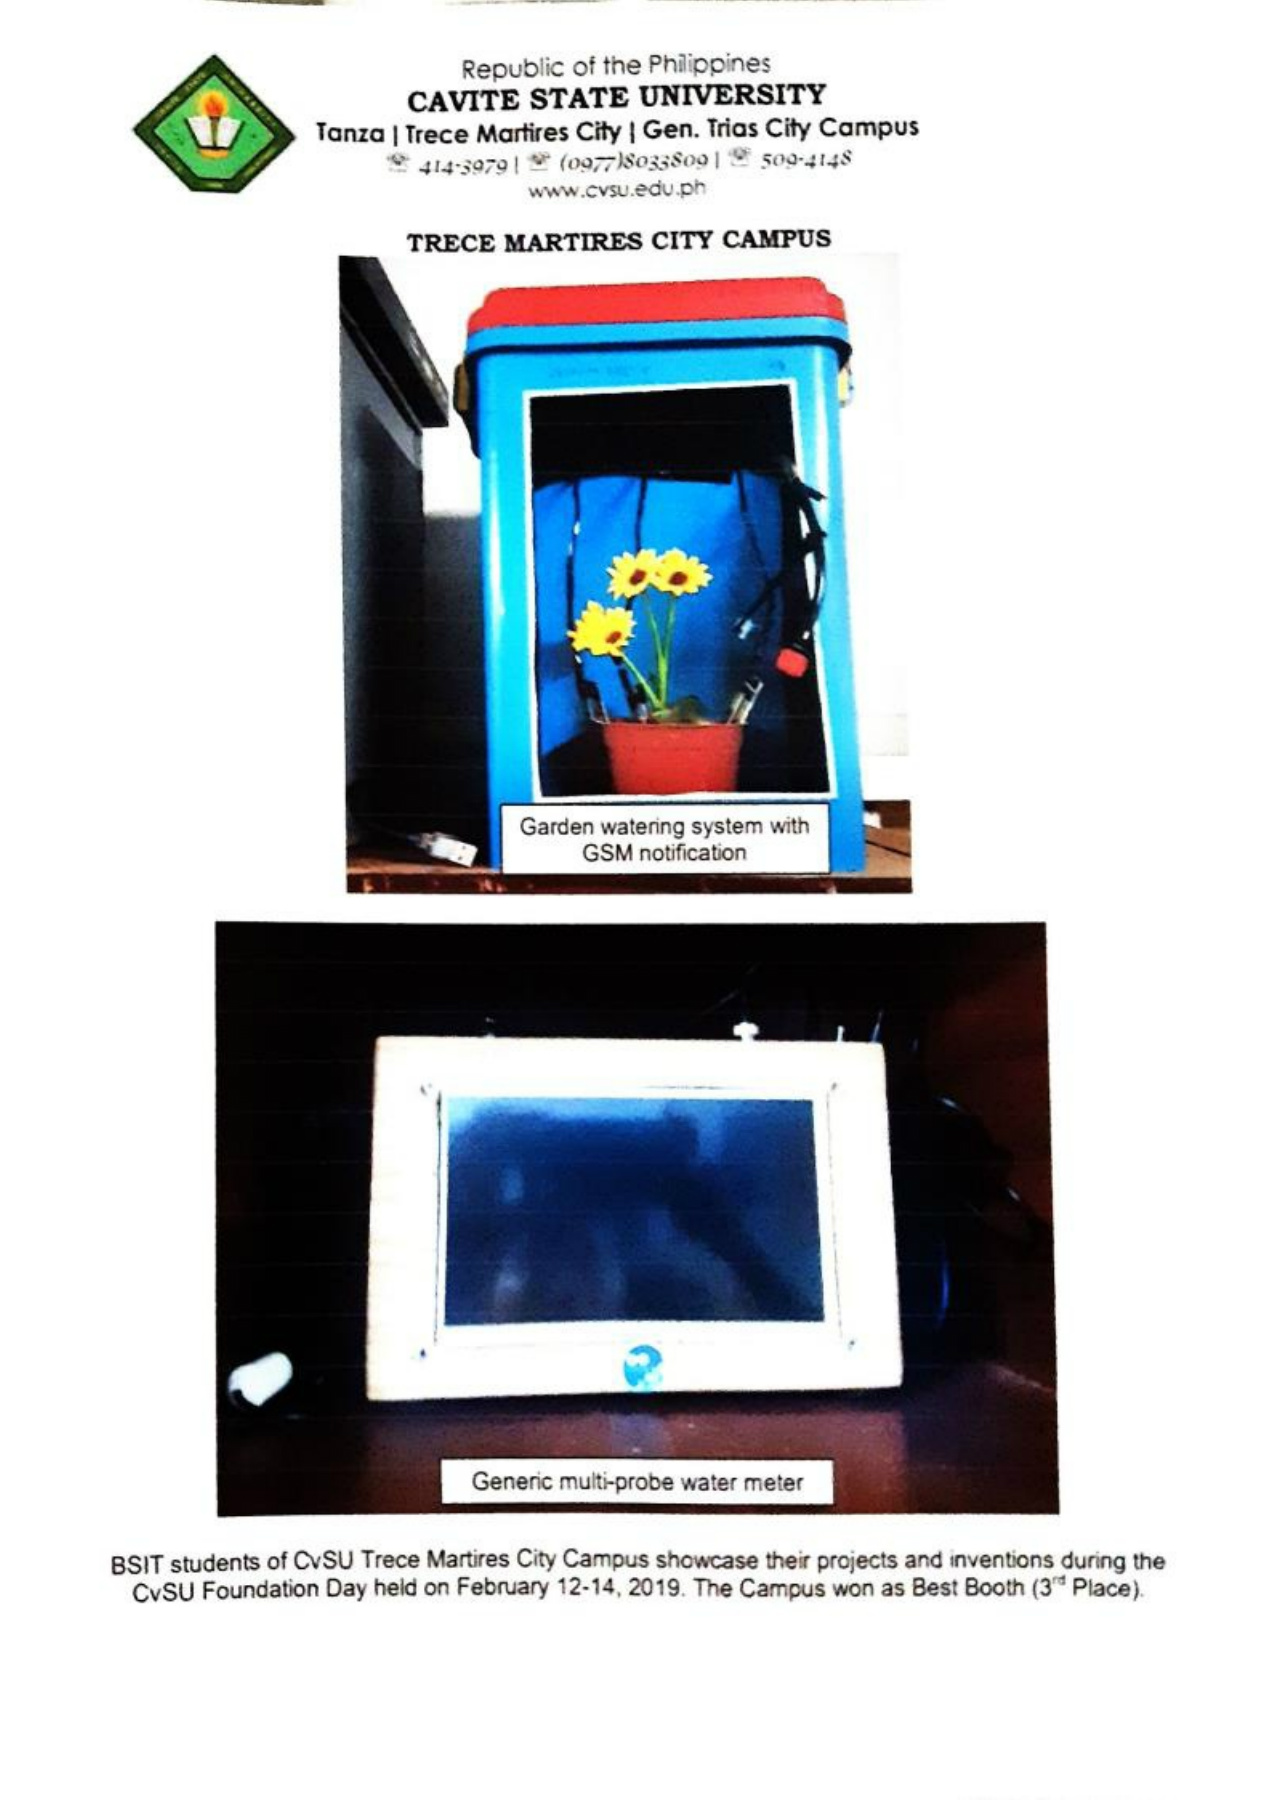 Republic of the Philippines
CAVITE STATE UNIVERSITY
Tanza | Trece Martires City | Gen. Trias City Campus
☏ 414-3979 | ☏ (0977)8033809 | ☏ 509-4148
www.cvsu.edu.ph
TRECE MARTIRES CITY CAMPUS
Garden watering system with
GSM notification
Generic multi-probe water meter
BSIT students of CvSU Trece Martires City Campus showcase their projects and inventions during the
CvSU Foundation Day held on February 12-14, 2019. The Campus won as Best Booth (3rd Place).